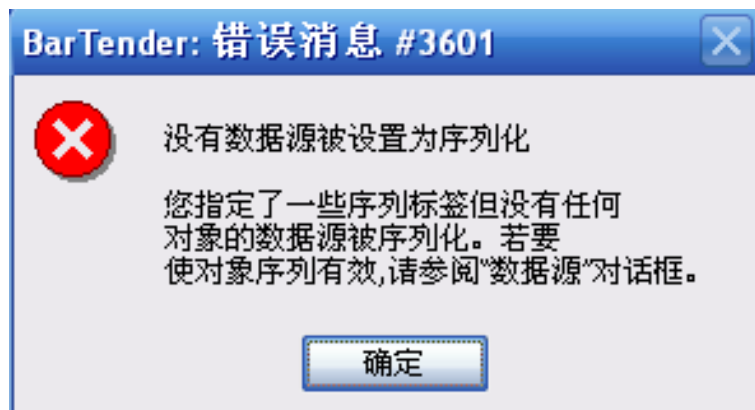 BarTender: 错误消息 #3601
没有数据源被设置为序列化
您指定了一些序列标签但没有任何
对象的数据源被序列化。若要
使对象序列有效,请参阅“数据源”对话框。
确定